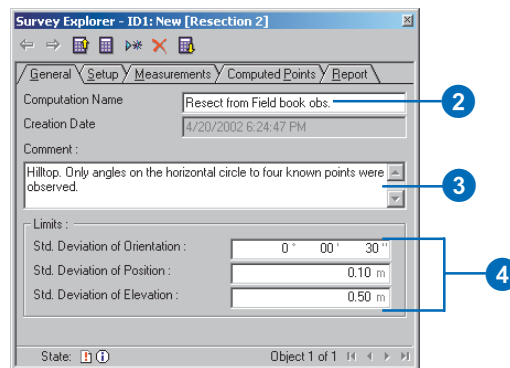 Survey Explorer - ID1: New [Resection 2]
General Setup Measurements Computed Points Report
Computation Name Resect from Field book obs. 2
Creation Date 4/20/2002 6:24:47 PM
Comment :
Hilltop. Only angles on the horizontal circle to four known points were
observed.
3
Limits :
Std. Deviation of Orientation : 0 ° 00 ' 30 "
Std. Deviation of Position : 0.10 m
Std. Deviation of Elevation : 0.50 m
4
State: Object 1 of 1